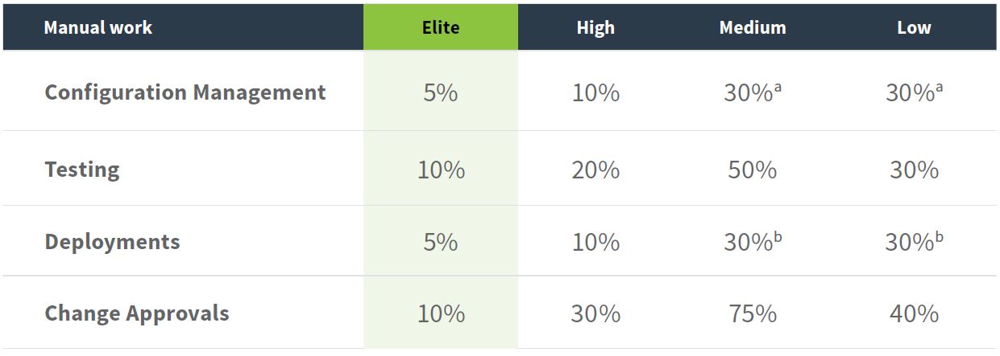 Manual work Elite High Medium Low
Configuration Management 5% 10% 30%ᵃ 30%ᵃ
Testing 10% 20% 50% 30%
Deployments 5% 10% 30%ᵇ 30%ᵇ
Change Approvals 10% 30% 75% 40%